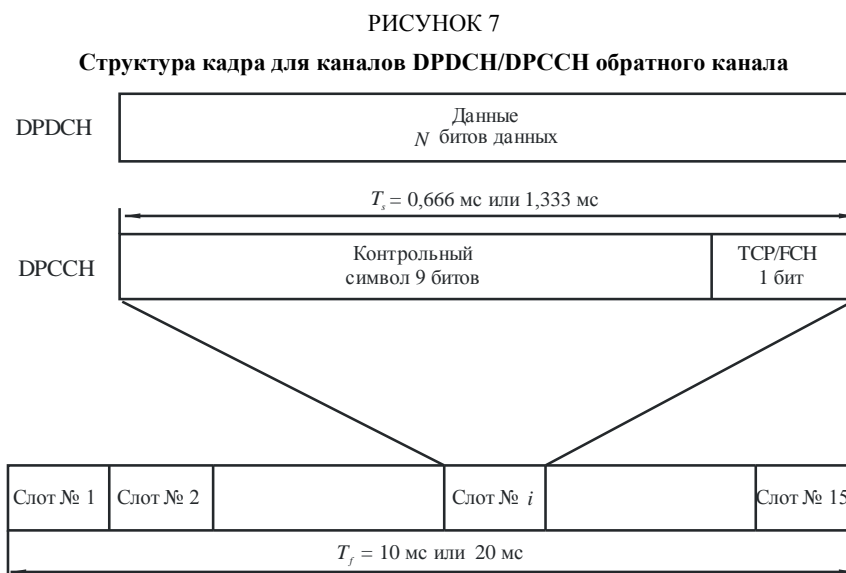 РИСУНОК 7
Структура кадра для каналов DPDCH/DPCCH обратного канала
DPDCH
Данные
N битов данных
T_s = 0,666 мс или 1,333 мс
DPCCH
Контрольный
символ 9 битов
TCP/FCH
1 бит
Слот № 1
Слот № 2
Слот № i
Слот № 15
T_f = 10 мс или 20 мс